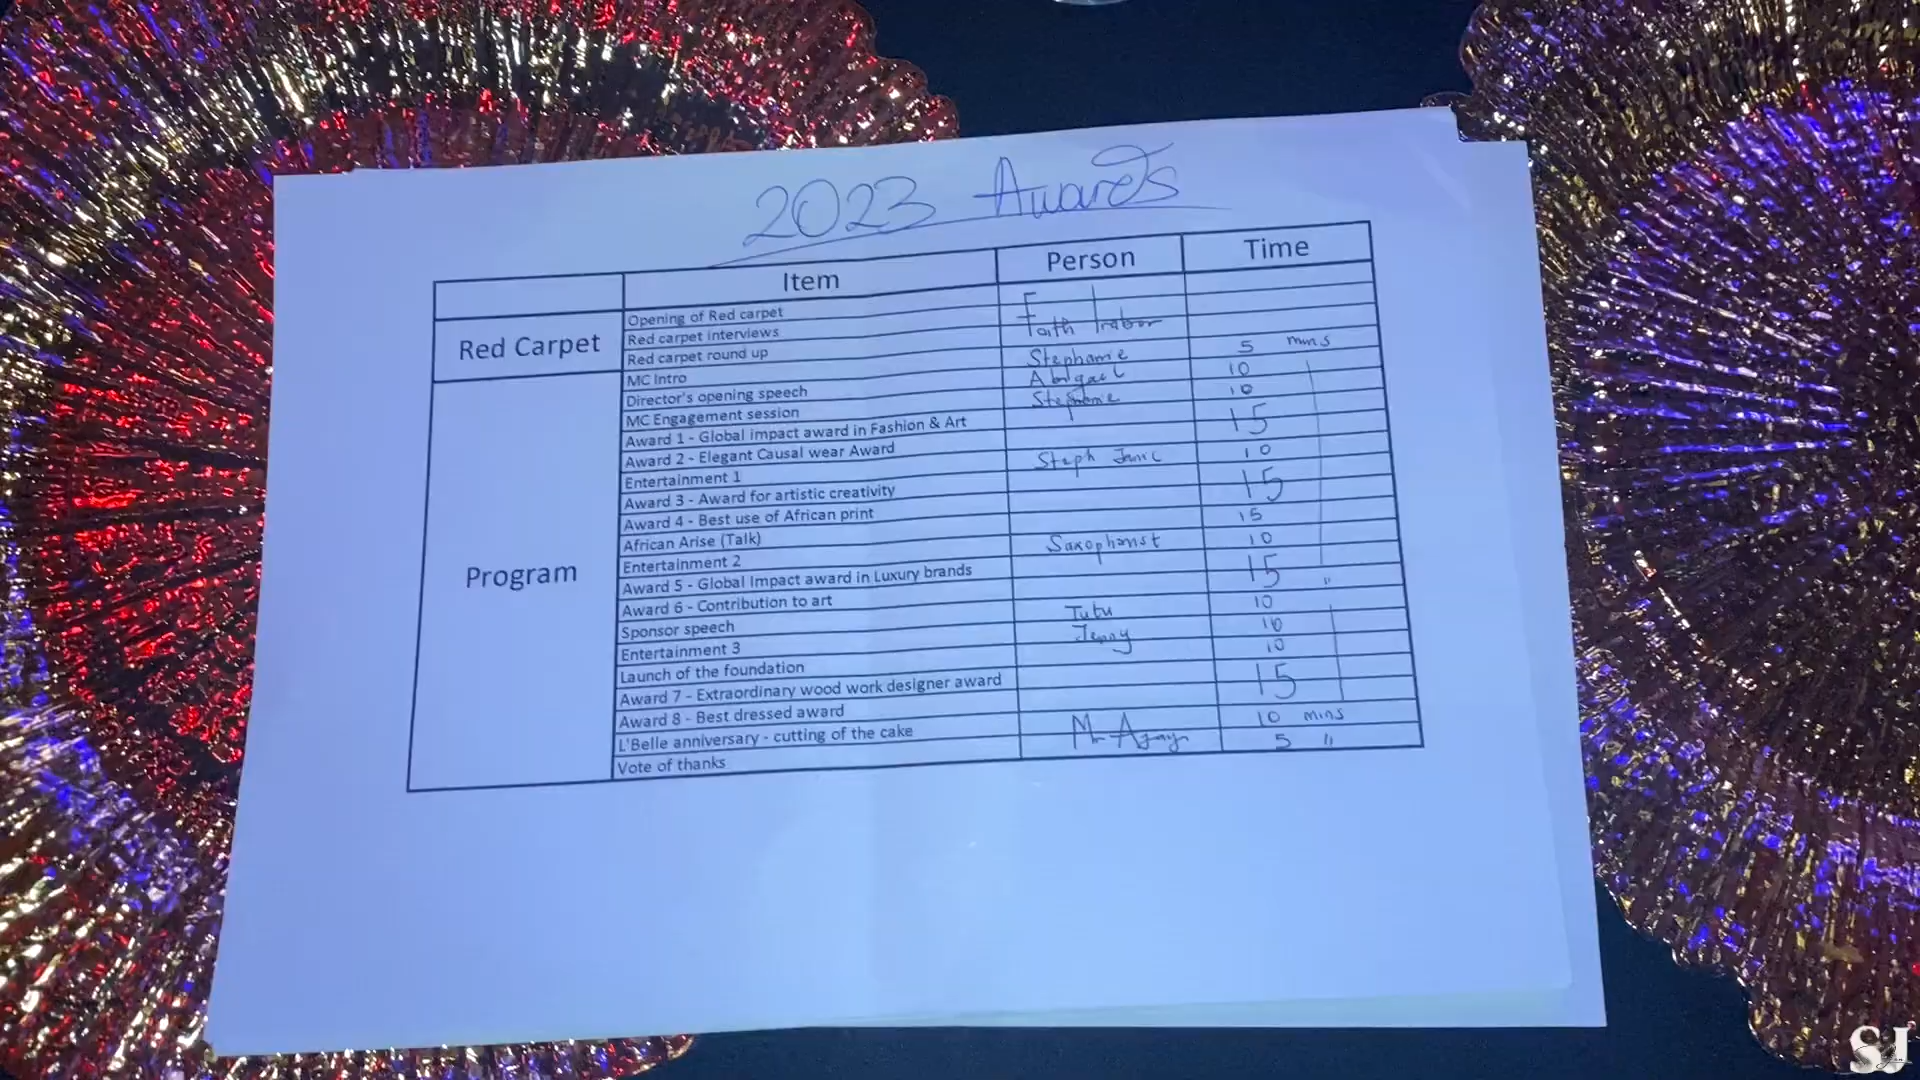 2023 Awards
Item Person Time
Red Carpet
Opening of Red carpet
Red carpet interviews Faith
Red carpet round up
Program
MC Intro Stephanie 5 mins
Director's opening speech Abigail 10
MC Engagement session Stephanie 10
Award 1 - Global impact award in Fashion & Art 15
Award 2 - Elegant Causal wear Award
Entertainment 1 Steph Janic 10
Award 3 - Award for artistic creativity 15
Award 4 - Best use of African print
African Arise (Talk) 15
Entertainment 2 Saxophonist 10
Award 5 - Global Impact award in Luxury brands 15 "
Award 6 - Contribution to art
Sponsor speech Tutu 10
Entertainment 3 Jenny 10
Launch of the foundation 10
Award 7 - Extraordinary wood work designer award 15
Award 8 - Best dressed award
L'Belle anniversary - cutting of the cake 10 mins
Vote of thanks 5 "
SJ